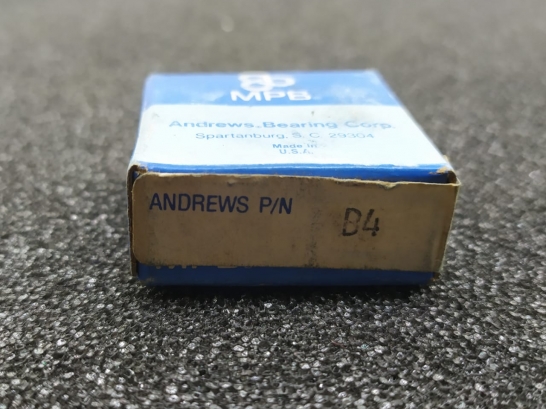 MPB
Andrews Bearing Corp.
Spartanburg, S. C. 29304
Made in
U.S.A.
ANDREWS P/N B4